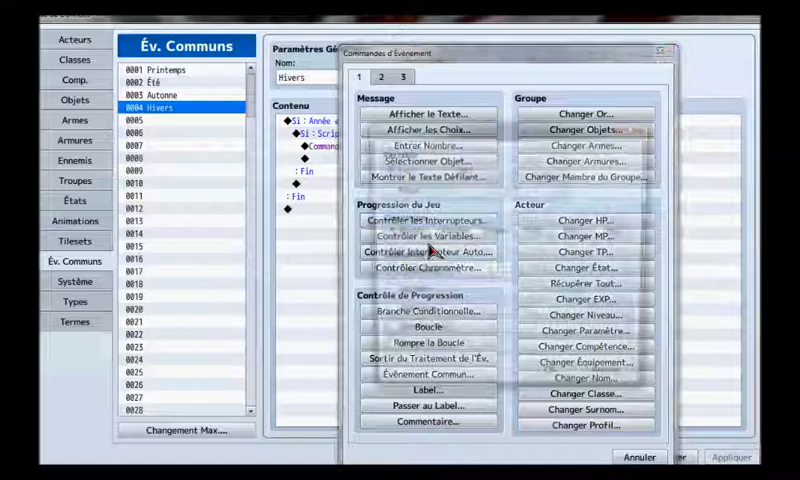 Acteurs
Classes
Comp.
Objets
Armes
Armures
Ennemis
Troupes
États
Animations
Tilesets
Év. Communs
Système
Types
Termes
Év. Communs
0001 Printemps
0002 Été
0003 Automne
0004 Hivers
0005
0006
0007
0008
0009
0010
0011
0012
0013
0014
0015
0016
0017
0018
0019
0020
0021
0022
0023
0024
0025
0026
0027
0028
Changement Max....
Paramètres Gé
Nom:
Hivers
Contenu
◆Si : Année
◆Si : Scrip
◆Comman
◆
: Fin
◆
: Fin
◆
Commandes d'Évènement
1 2 3
Message
Afficher le Texte...
Afficher les Choix...
Entrer Nombre...
Sélectionner Objet...
Montrer le Texte Défilant...
Progression du Jeu
Contrôler les Interrupteurs...
Contrôler les Variables...
Contrôler Interrupteur Auto....
Contrôler Chronomètre...
Contrôle de Progression
Branche Conditionnelle...
Boucle
Rompre la Boucle
Sortir du Traitement de l'Év.
Évènement Commun...
Label...
Passer au Label...
Commentaire...
Groupe
Changer Or...
Changer Objets...
Changer Armes...
Changer Armures...
Changer Membre du Groupe...
Acteur
Changer HP...
Changer MP...
Changer TP...
Changer État...
Récupérer Tout...
Changer EXP...
Changer Niveau...
Changer Paramètre...
Changer Compétence...
Changer Équipement...
Changer Nom...
Changer Classe...
Changer Surnom...
Changer Profil...
Annuler
Appliquer